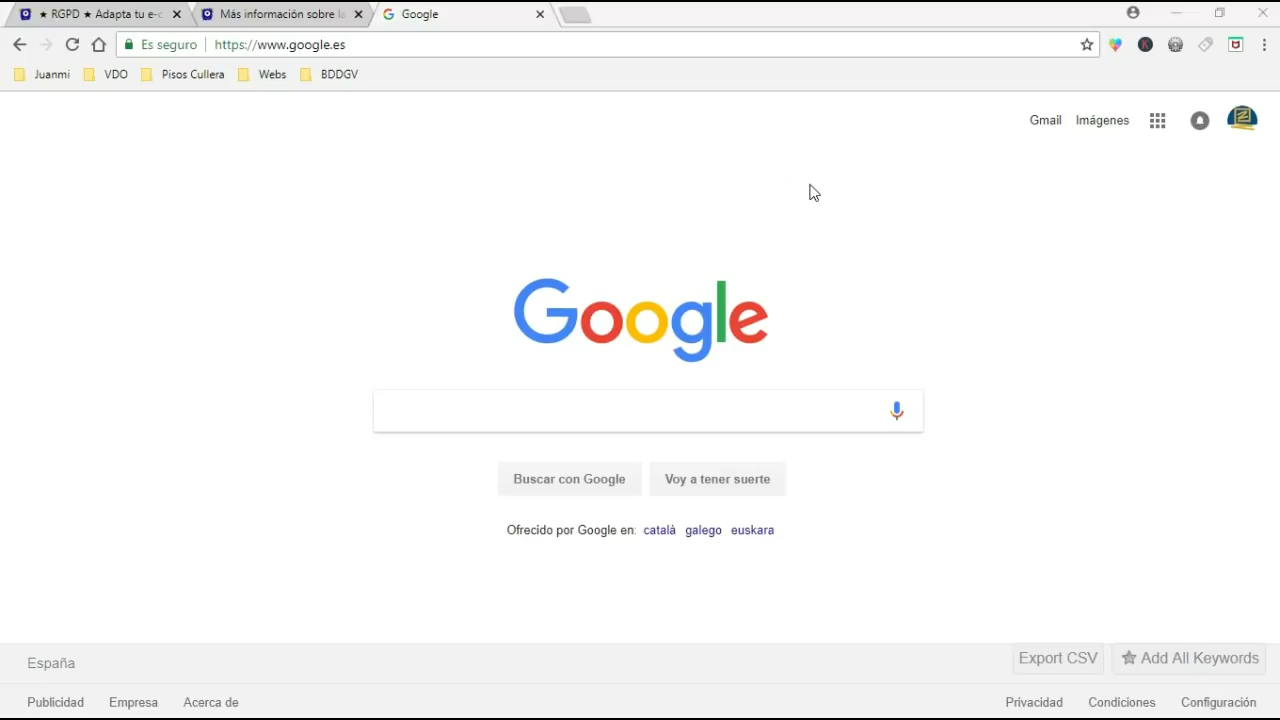 ★ RGPD ★ Adapta tu e-c
Más información sobre la
Google
Es seguro
https://www.google.es
Juanmi
VDO
Pisos Cullera
Webs
BDDGV
Gmail
Imágenes
Google
Buscar con Google
Voy a tener suerte
Ofrecido por Google en: català galego euskara
España
Export CSV
Add All Keywords
Publicidad
Empresa
Acerca de
Privacidad
Condiciones
Configuración